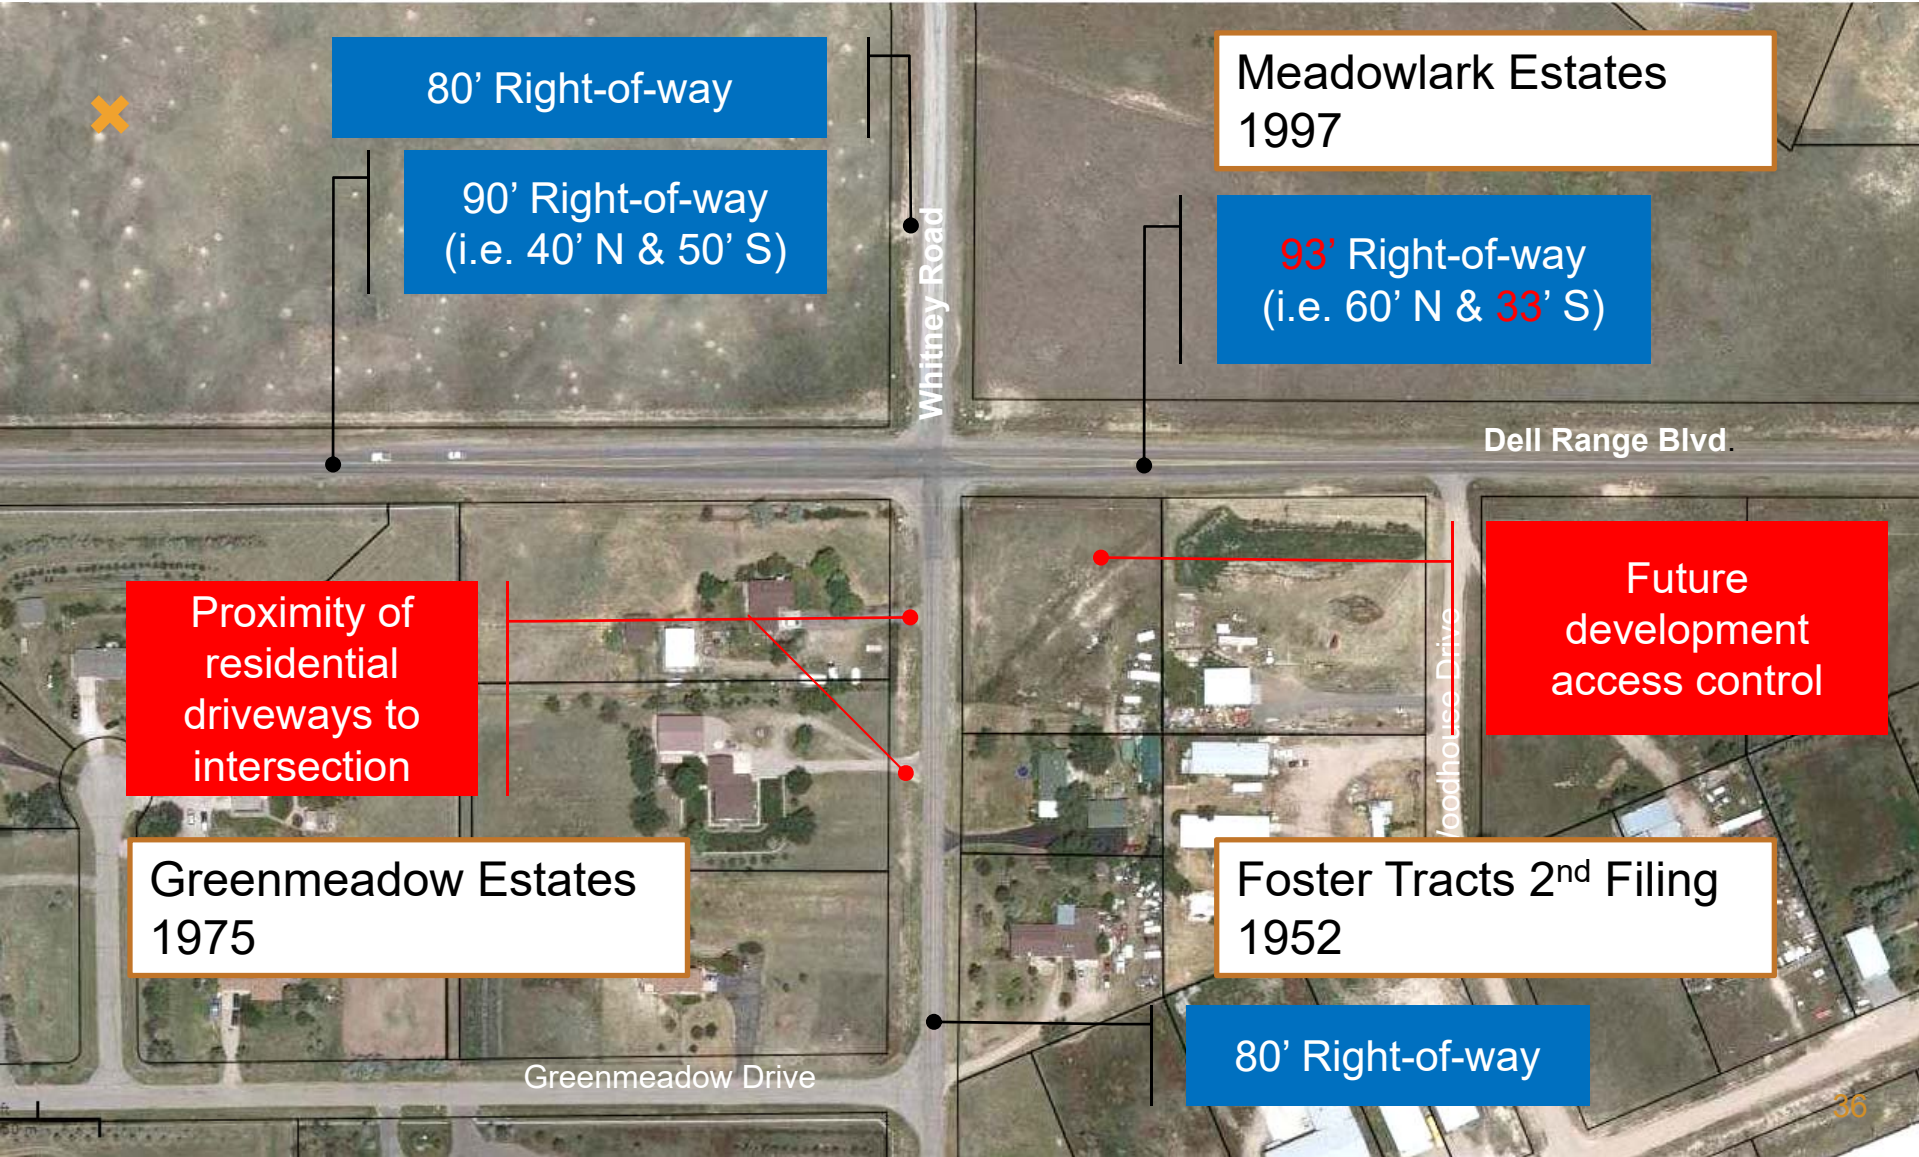 80’ Right-of-way
90’ Right-of-way
(i.e. 40’ N & 50’ S)
Whitney Road
Meadowlark Estates
1997
93’ Right-of-way
(i.e. 60’ N & 33’ S)
Dell Range Blvd.
Proximity of
residential
driveways to
intersection
Future
development
access control
Drive
Greenmeadow Estates
1975
Foster Tracts 2nd Filing
1952
Greenmeadow Drive
80’ Right-of-way
36